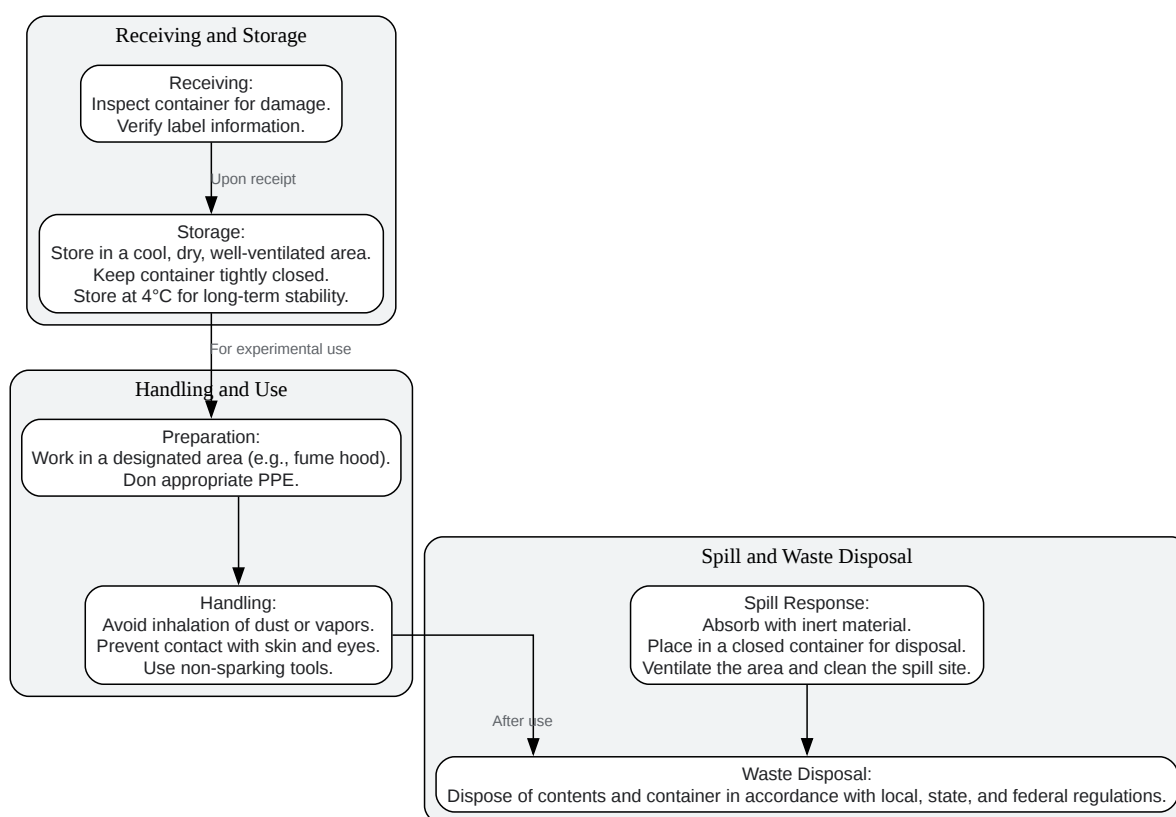 Receiving and Storage
Receiving:
Inspect container for damage.
Verify label information.
Upon receipt
Storage:
Store in a cool, dry, well-ventilated area.
Keep container tightly closed.
Store at 4°C for long-term stability.
For experimental use
Handling and Use
Preparation:
Work in a designated area (e.g., fume hood).
Don appropriate PPE.
Handling:
Avoid inhalation of dust or vapors.
Prevent contact with skin and eyes.
Use non-sparking tools.
After use
Spill and Waste Disposal
Spill Response:
Absorb with inert material.
Place in a closed container for disposal.
Ventilate the area and clean the spill site.
Waste Disposal:
Dispose of contents and container in accordance with local, state, and federal regulations.